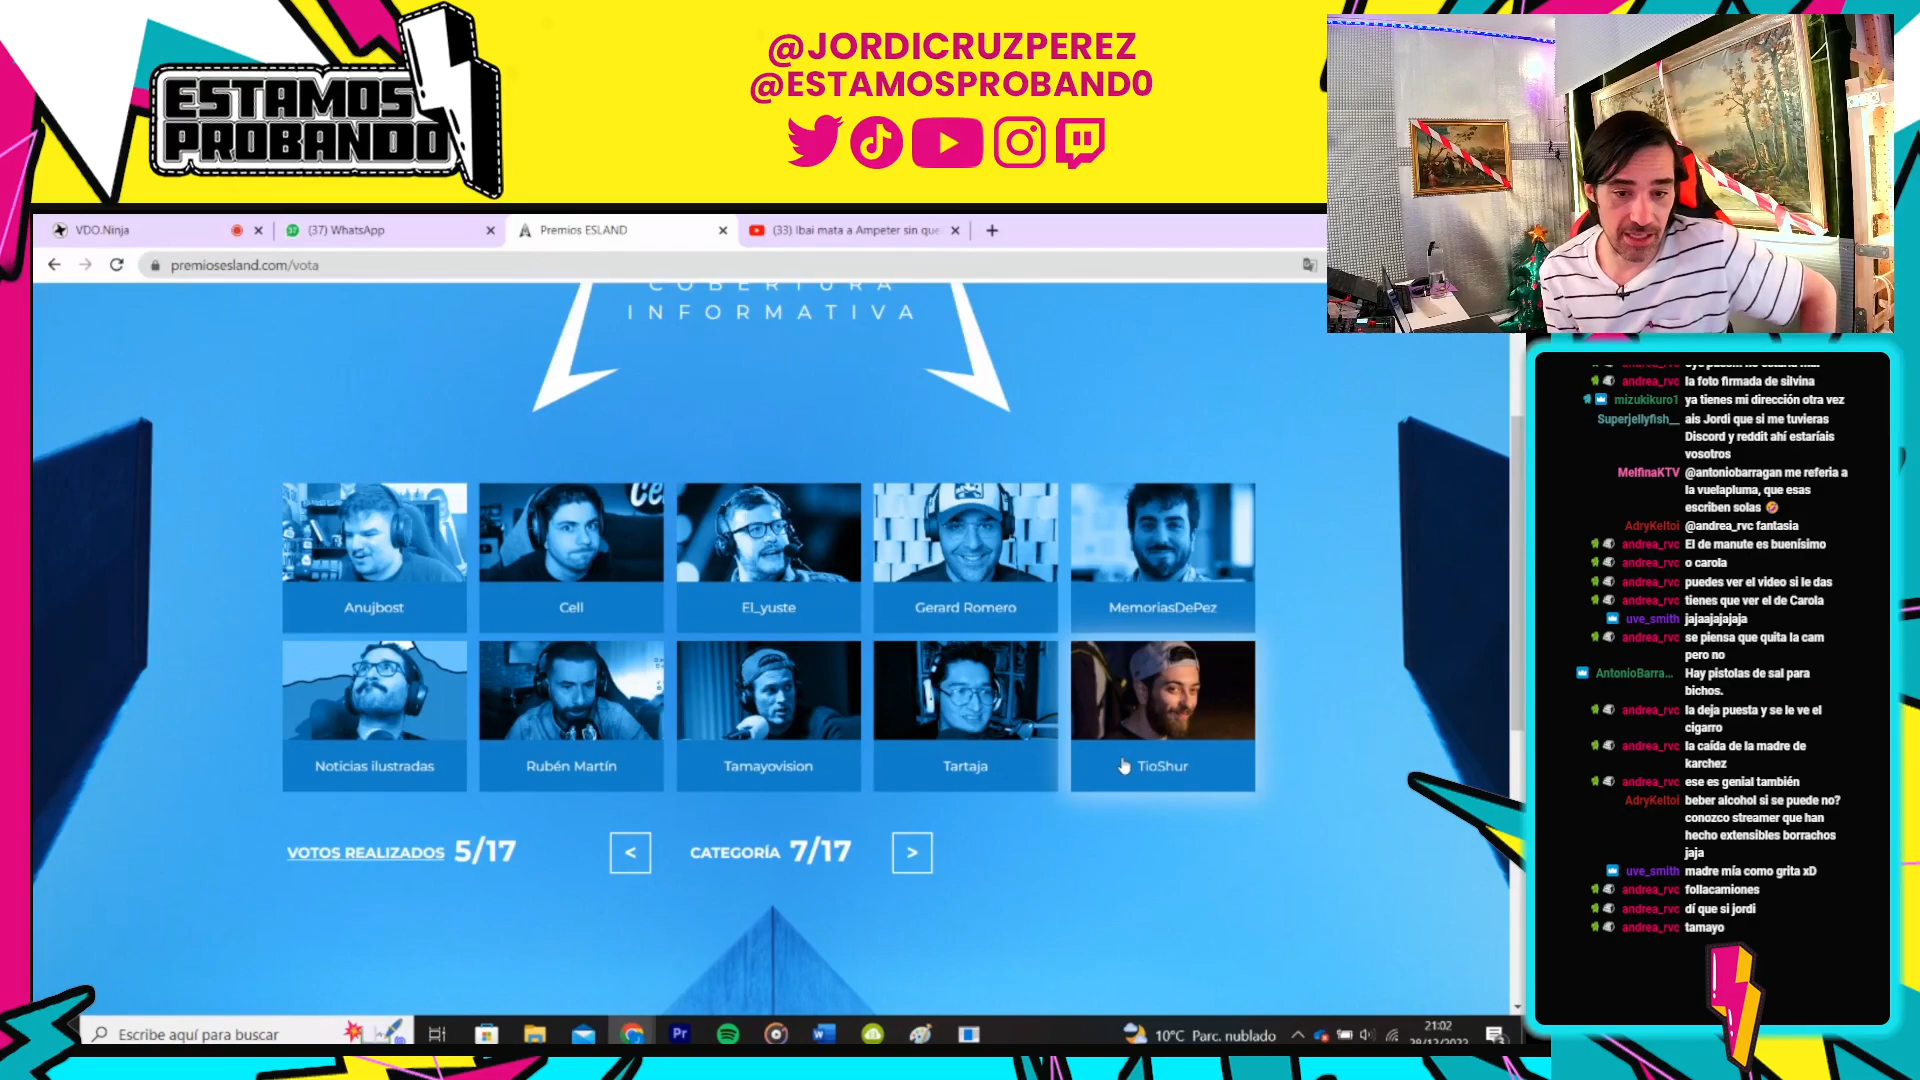 ESTAMOS
PROBANDO
@JORDICRUZPEREZ
@ESTAMOSPROBAND0
VDO.Ninja
(37) WhatsApp
Premios ESLAND
(33) Ibai mata a Ampeter sin que
premiosesland.com/vota
COBERTURA
INFORMATIVA
Anujbost
Cell
El_yuste
Gerard Romero
MemoriasDePez
Noticias ilustradas
Rubén Martín
Tamayovision
Tartaja
TioShur
VOTOS REALIZADOS 5/17
< CATEGORÍA 7/17 >
Escribe aquí para buscar
Pr
10°C Parc. nublado
21:02
andrea_rvc la foto firmada de silvina
mizukikuro1 ya tienes mi dirección otra vez
Superjellyfish__ ais Jordi que si me tuvieras
Discord y reddit ahí estaríais
vosotros
MelfinaKTV @antoniobarragan me referia a
la vuelapluma, que esas
escriben solas
AdryKeltoi @andrea_rvc fantasia
andrea_rvc El de manute es buenísimo
andrea_rvc o carola
andrea_rvc puedes ver el video si le das
andrea_rvc tienes que ver el de Carola
uve_smith jajaajajajaja
andrea_rvc se piensa que quita la cam
pero no
AntonioBarra... Hay pistolas de sal para
bichos.
andrea_rvc la deja puesta y se le ve el
cigarro
andrea_rvc la caída de la madre de
karchez
andrea_rvc ese es genial también
AdryKeltoi beber alcohol si se puede no?
conozco streamer que han
hecho extensibles borrachos
jaja
uve_smith madre mía como grita xD
andrea_rvc follacamiones
andrea_rvc dí que si jordi
andrea_rvc tamayo